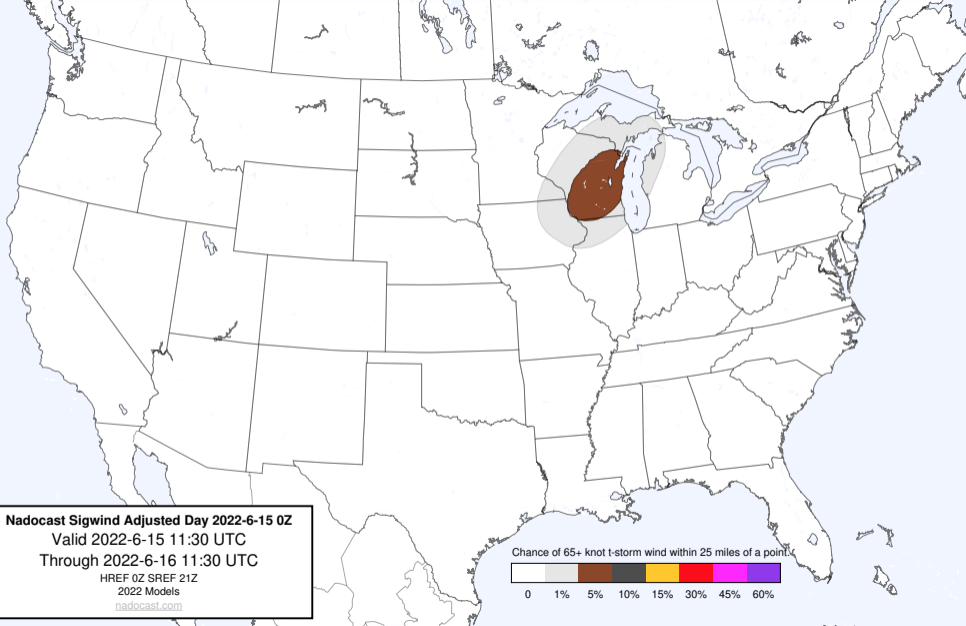 Nadocast Sigwind Adjusted Day 2022-6-15 0Z
Valid 2022-6-15 11:30 UTC
Through 2022-6-16 11:30 UTC
HREF 0Z SREF 21Z
2022 Models
nadocast.com
Chance of 65+ knot t-storm wind within 25 miles of a point.
0 1% 5% 10% 15% 30% 45% 60%